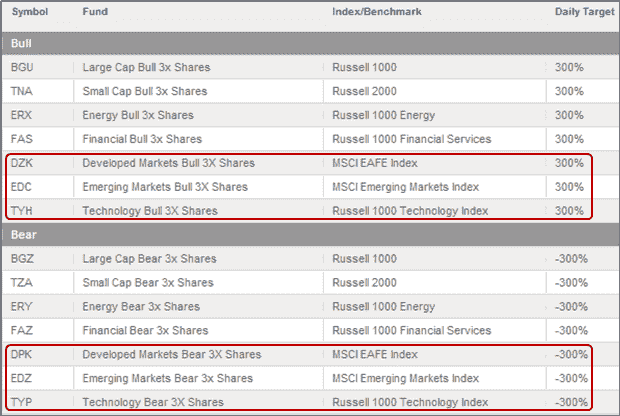 Symbol Fund Index/Benchmark Daily Target
Bull
BGU Large Cap Bull 3x Shares Russell 1000 300%
TNA Small Cap Bull 3x Shares Russell 2000 300%
ERX Energy Bull 3x Shares Russell 1000 Energy 300%
FAS Financial Bull 3x Shares Russell 1000 Financial Services 300%
DZK Developed Markets Bull 3X Shares MSCI EAFE Index 300%
EDC Emerging Markets Bull 3X Shares MSCI Emerging Markets Index 300%
TYH Technology Bull 3X Shares Russell 1000 Technology Index 300%
Bear
BGZ Large Cap Bear 3x Shares Russell 1000 -300%
TZA Small Cap Bear 3x Shares Russell 2000 -300%
ERY Energy Bear 3x Shares Russell 1000 Energy -300%
FAZ Financial Bear 3x Shares Russell 1000 Financial Services -300%
DPK Developed Markets Bear 3X Shares MSCI EAFE Index -300%
EDZ Emerging Markets Bear 3x Shares MSCI Emerging Markets Index -300%
TYP Technology Bear 3X Shares Russell 1000 Technology Index -300%